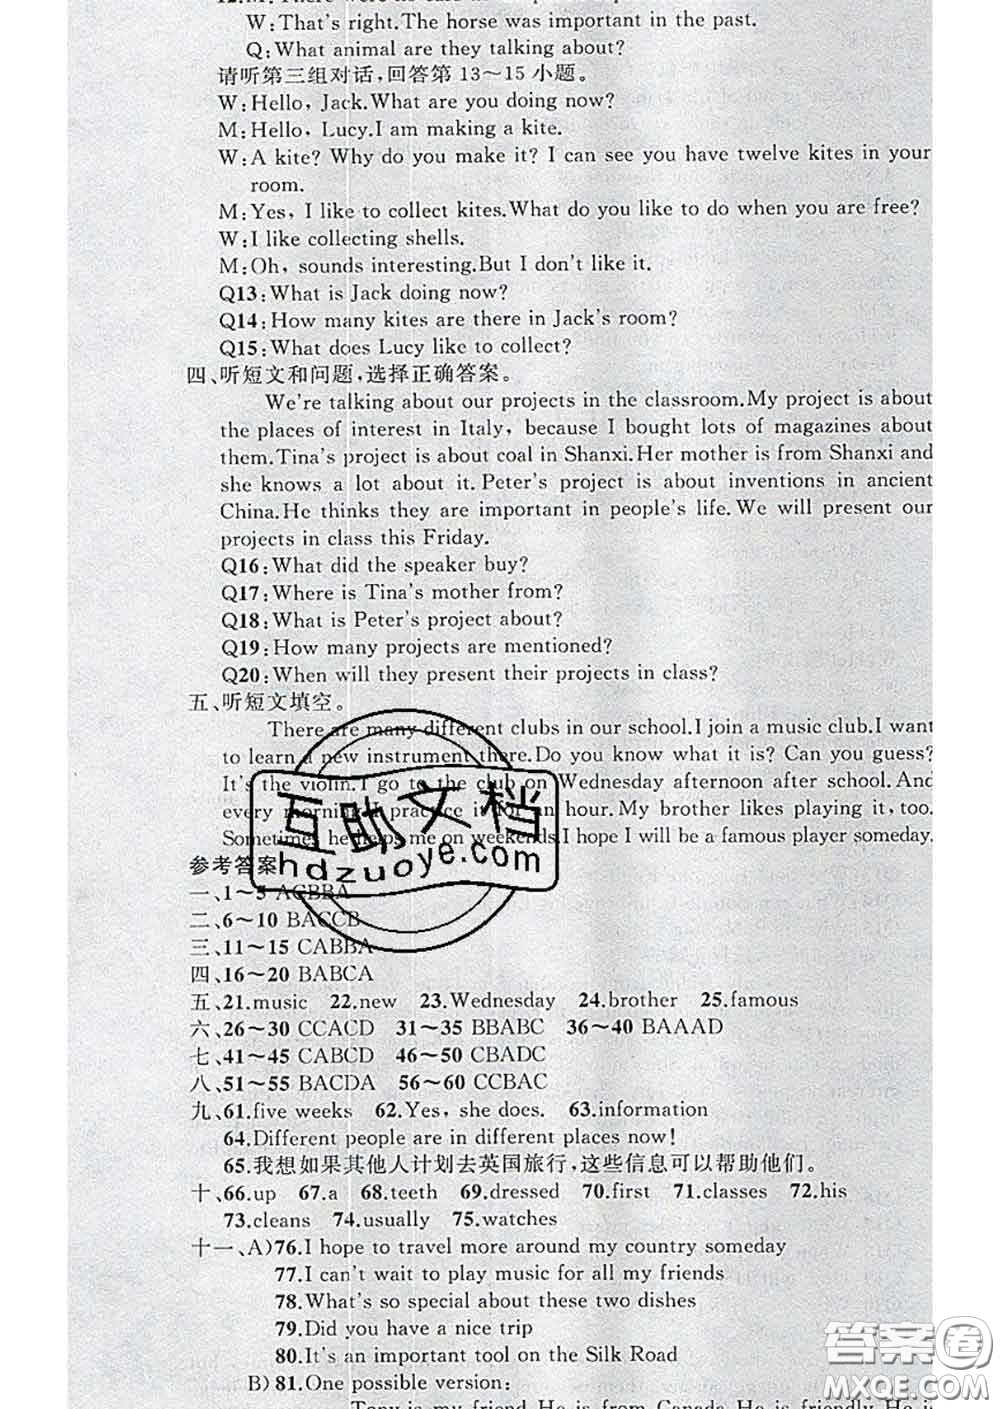 W:That's right.The horse was important in the past.
Q:What animal are they talking about?
请听第三组对话,回答第 13～15 小题。
W:Hello, Jack.What are you doing now?
M:Hello, Lucy.I am making a kite.
W:A kite? Why do you make it? I can see you have twelve kites in your
room.
M:Yes, I like to collect kites.What do you like to do when you are free?
W:I like collecting shells.
M:Oh, sounds interesting.But I don't like it.
Q13:What is Jack doing now?
Q14:How many kites are there in Jack's room?
Q15:What does Lucy like to collect?
四、听短文和问题,选择正确答案。
We're talking about our projects in the classroom.My project is about
the places of interest in Italy, because I bought lots of magazines about
them.Tina's project is about coal in Shanxi.Her mother is from Shanxi and
she knows a lot about it. Peter's project is about inventions in ancient
China.He thinks they are important in people's life.We will present our
projects in class this Friday.
Q16:What did the speaker buy?
Q17:Where is Tina's mother from?
Q18:What is Peter's project about?
Q19:How many projects are mentioned?
Q20:When will they present their projects in class?
五、听短文填空。
There are many different clubs in our school.I join a music club.I want
to learn a new instrument there.Do you know what it is? Can you guess?
It's the violin.I go to the club on Wednesday afternoon after school.And
every morning I practice it for an hour.My brother likes playing it, too.
Sometimes he helps me on weekends.I hope I will be a famous player someday.
互助文档
hdzuoye.com
参考答案
一、1～5 ACBBA
二、6～10 BACCB
三、11～15 CABBA
四、16～20 BABCA
五、21.music 22.new 23.Wednesday 24.brother 25.famous
六、26～30 CCACD 31～35 BBABC 36～40 BAAAD
七、41～45 CABCD 46～50 CBADC
八、51～55 BACDA 56～60 CCBAC
九、61.five weeks 62.Yes, she does. 63.information
64.Different people are in different places now!
65.我想如果其他人计划去英国旅行,这些信息可以帮助他们。
十、66.up 67.a 68.teeth 69.dressed 70.first 71.classes 72.his
73.cleans 74.usually 75.watches
十一、A)76.I hope to travel more around my country someday
77.I can't wait to play music for all my friends
78.What's so special about these two dishes
79.Did you have a nice trip
80.It's an important tool on the Silk Road
B) 81.One possible version:
Tony is my friend.He is from Canada.He is friendly.He is
答案圈
MXQE.COM